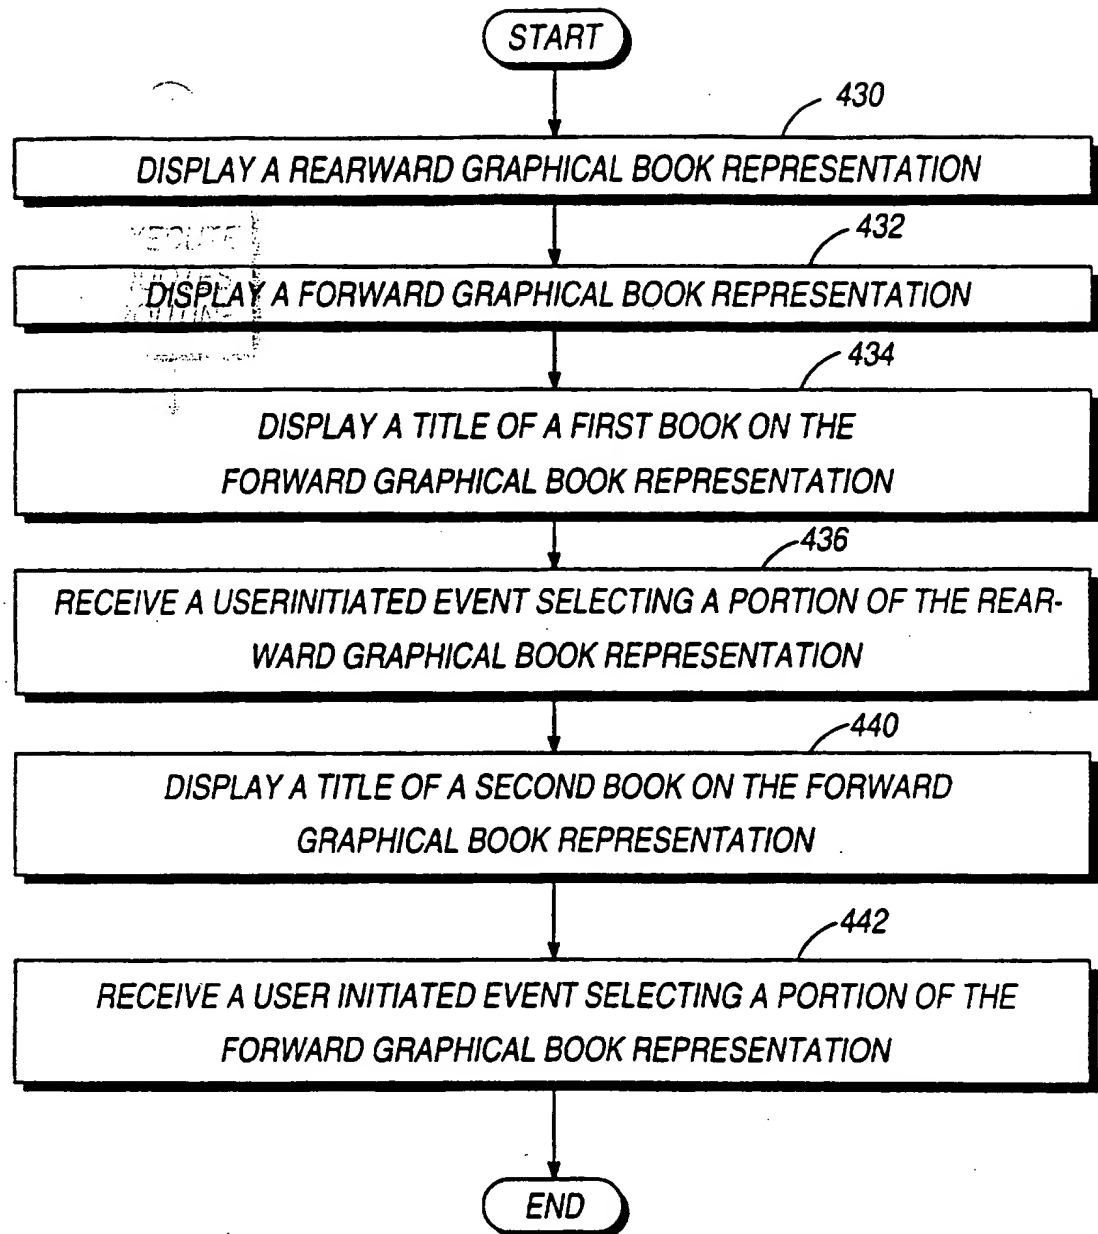 START
430
DISPLAY A REARWARD GRAPHICAL BOOK REPRESENTATION
432
DISPLAY A FORWARD GRAPHICAL BOOK REPRESENTATION
434
DISPLAY A TITLE OF A FIRST BOOK ON THE
FORWARD GRAPHICAL BOOK REPRESENTATION
436
RECEIVE A USERINITIATED EVENT SELECTING A PORTION OF THE REAR-
WARD GRAPHICAL BOOK REPRESENTATION
440
DISPLAY A TITLE OF A SECOND BOOK ON THE FORWARD
GRAPHICAL BOOK REPRESENTATION
442
RECEIVE A USER INITIATED EVENT SELECTING A PORTION OF THE
FORWARD GRAPHICAL BOOK REPRESENTATION
END